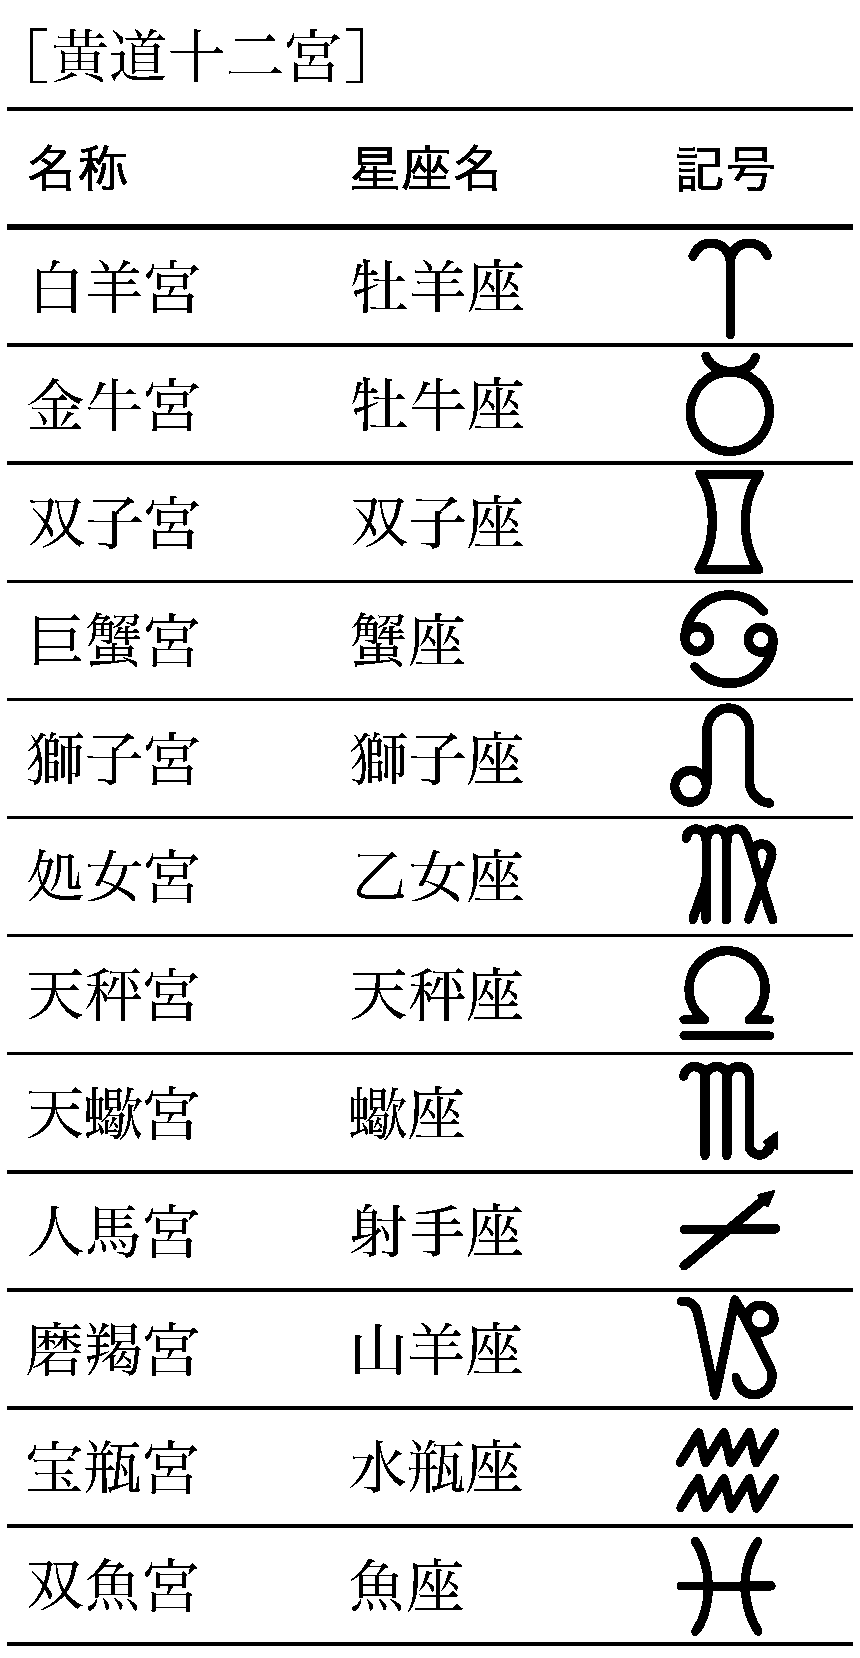 ［黄道十二宮］
名称 星座名 記号
白羊宮 牡羊座 ♈
金牛宮 牡牛座 ♉
双子宮 双子座 ♊
巨蟹宮 蟹座 ♋
獅子宮 獅子座 ♌
処女宮 乙女座 ♍
天秤宮 天秤座 ♎
天蠍宮 蠍座 ♏
人馬宮 射手座 ♐
磨羯宮 山羊座 ♑
宝瓶宮 水瓶座 ♒
双魚宮 魚座 ♓